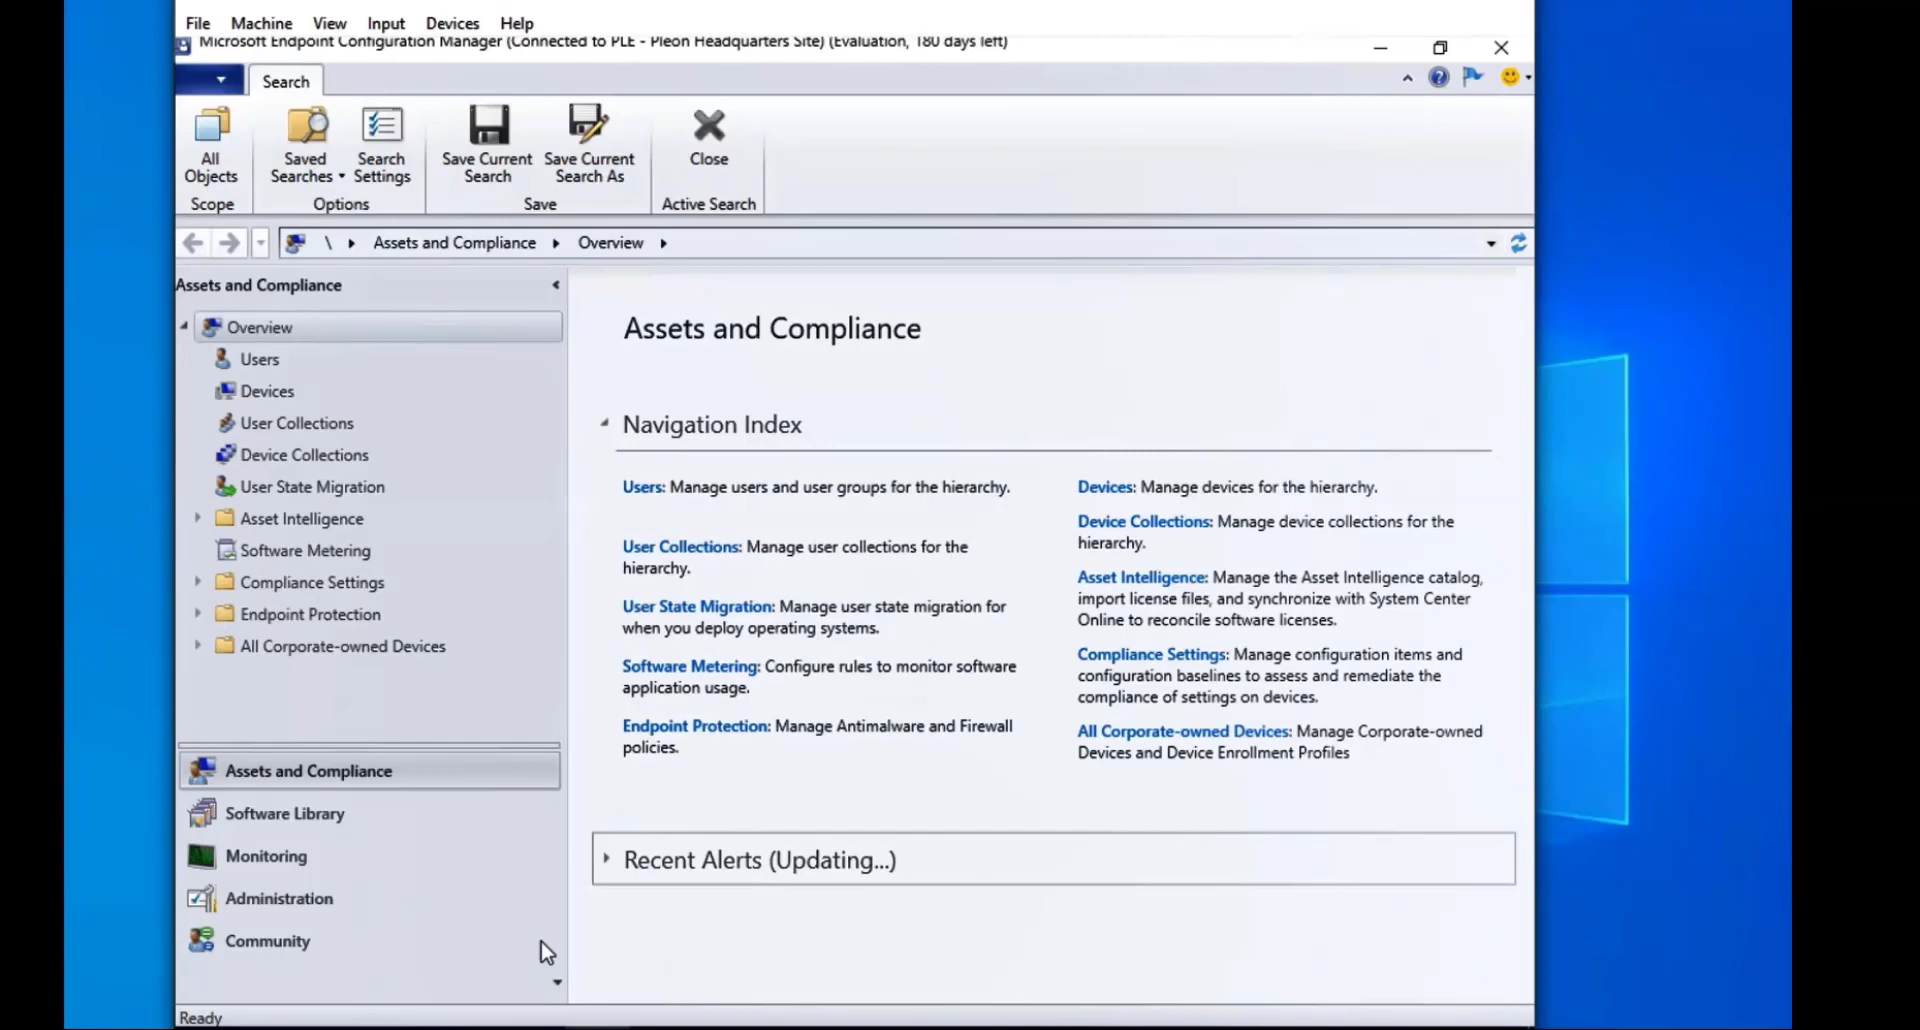 File Machine View Input Devices Help
Microsoft Endpoint Configuration Manager (Connected to PLE - Pleon Headquarters Site) (Evaluation, 180 days left)
Search
All Objects
Saved Searches
Search Settings
Save Current Search
Save Current Search As
Close
Scope
Options
Save
Active Search
\ Assets and Compliance Overview
Assets and Compliance
Overview
Users
Devices
User Collections
Device Collections
User State Migration
Asset Intelligence
Software Metering
Compliance Settings
Endpoint Protection
All Corporate-owned Devices
Assets and Compliance
Software Library
Monitoring
Administration
Community
Assets and Compliance
Navigation Index
Users: Manage users and user groups for the hierarchy.
User Collections: Manage user collections for the
hierarchy.
User State Migration: Manage user state migration for
when you deploy operating systems.
Software Metering: Configure rules to monitor software
application usage.
Endpoint Protection: Manage Antimalware and Firewall
policies.
Devices: Manage devices for the hierarchy.
Device Collections: Manage device collections for the
hierarchy.
Asset Intelligence: Manage the Asset Intelligence catalog,
import license files, and synchronize with System Center
Online to reconcile software licenses.
Compliance Settings: Manage configuration items and
configuration baselines to assess and remediate the
compliance of settings on devices.
All Corporate-owned Devices: Manage Corporate-owned
Devices and Device Enrollment Profiles
Recent Alerts (Updating...)
Ready